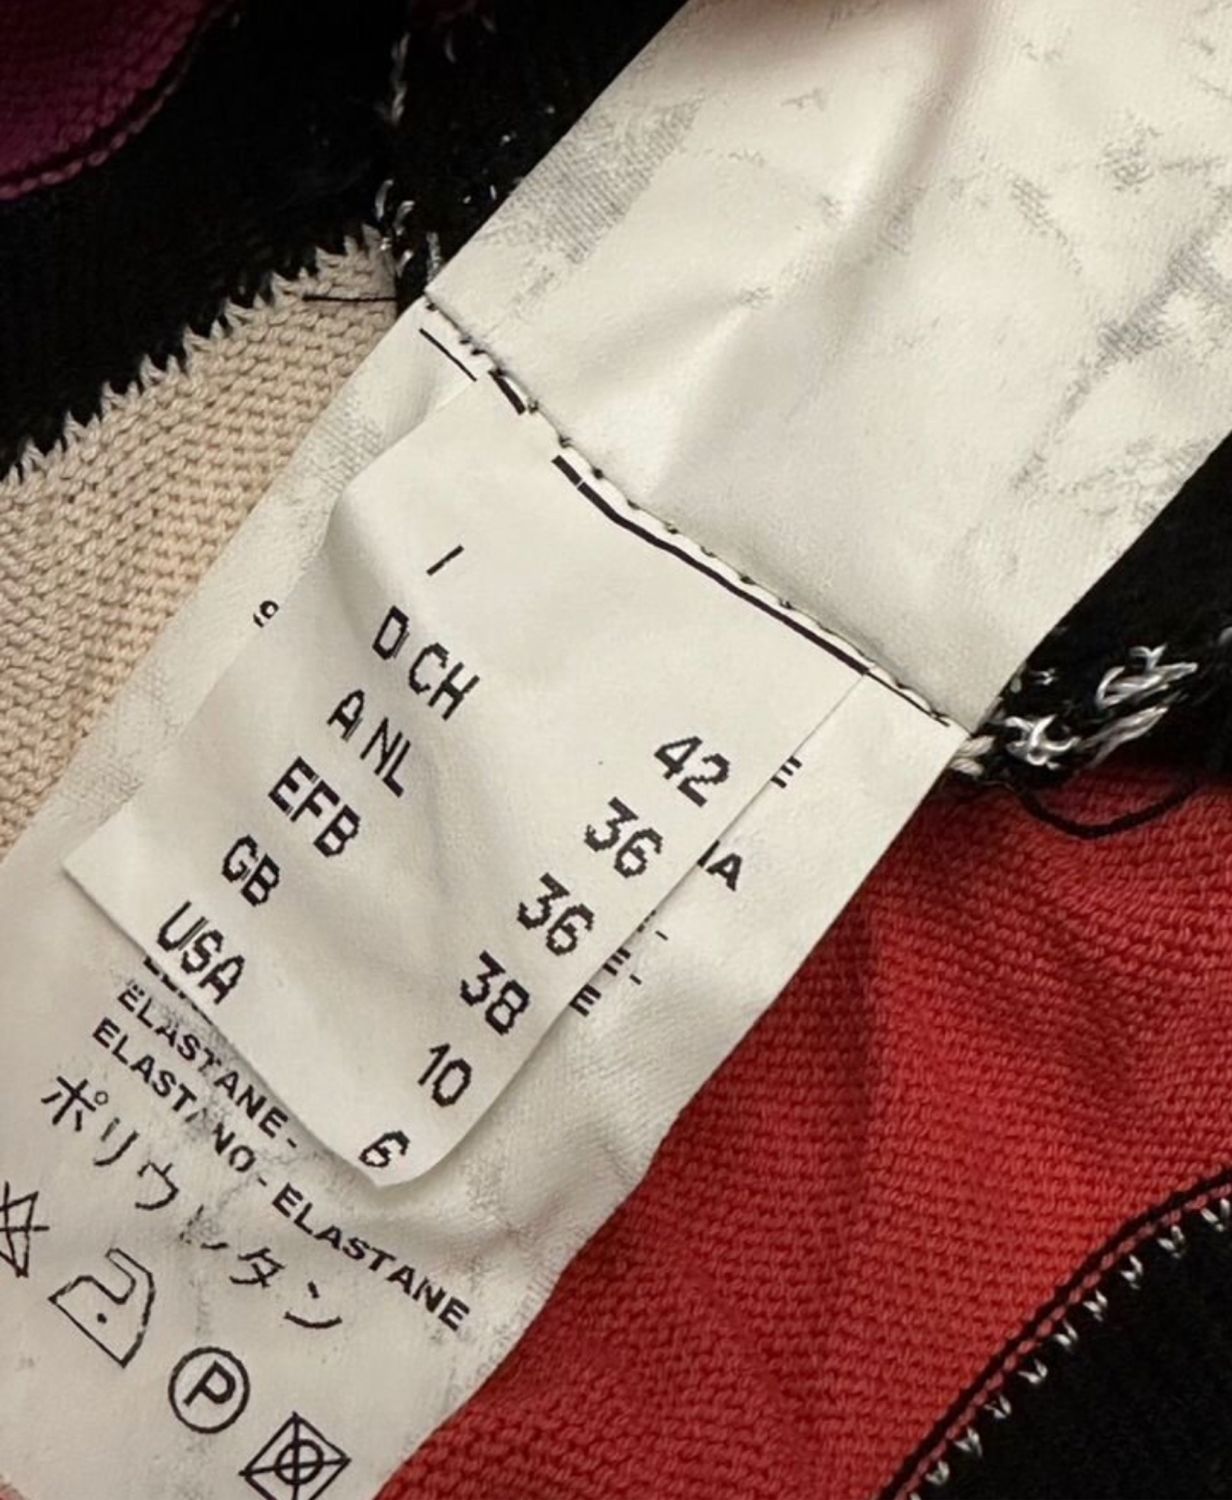 I 42
D CH 36
A NL 36
EFB 38
GB 10
USA 6
ELASTANE-
ELASTANO-ELASTANE
ポリウレタン
P